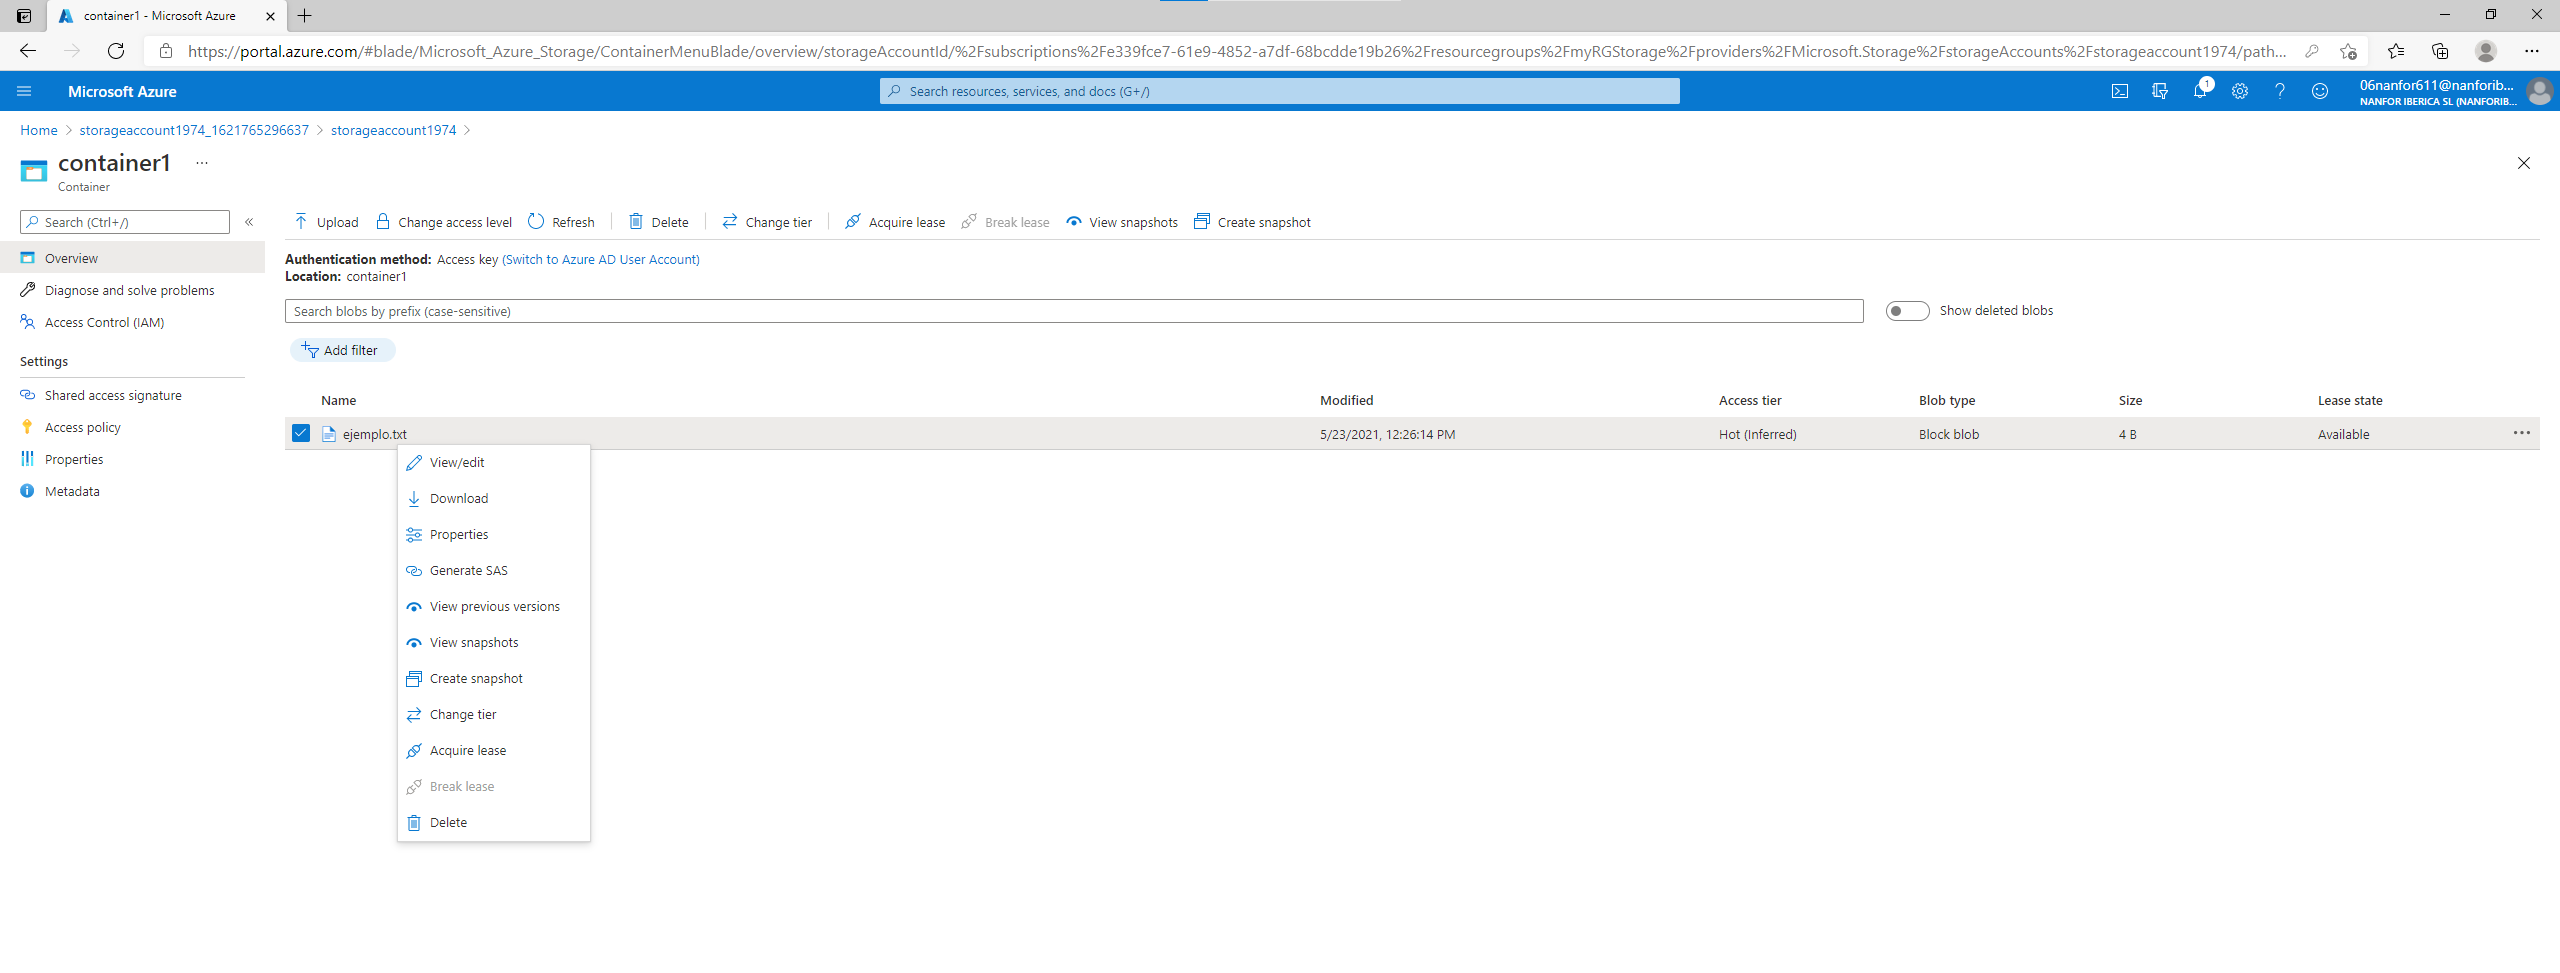 container1 - Microsoft Azure
https://portal.azure.com/#blade/Microsoft_Azure_Storage/ContainerMenuBlade/overview/storageAccountId/%2Fsubscriptions%2Fe339fce7-61e9-4852-a7df-68bcdde19b26%2Fresourcegroups%2FmyRGStorage%2Fproviders%2FMicrosoft.Storage%2FstorageAccounts%2Fstorageaccount1974/path...
Microsoft Azure
Search resources, services, and docs (G+/)
1
06nanfor611@nanforib...
NANFOR IBERICA SL (NANFORIB...
Home > storageaccount1974_1621765296637 > storageaccount1974 >
container1 ...
Container
Search (Ctrl+/)
«
Upload Change access level Refresh Delete Change tier Acquire lease Break lease View snapshots Create snapshot
Overview
Diagnose and solve problems
Access Control (IAM)
Settings
Shared access signature
Access policy
Properties
Metadata
Authentication method: Access key (Switch to Azure AD User Account)
Location: container1
Search blobs by prefix (case-sensitive)
Show deleted blobs
Add filter
Name Modified Access tier Blob type Size Lease state
ejemplo.txt 5/23/2021, 12:26:14 PM Hot (Inferred) Block blob 4 B Available ...
View/edit
Download
Properties
Generate SAS
View previous versions
View snapshots
Create snapshot
Change tier
Acquire lease
Break lease
Delete